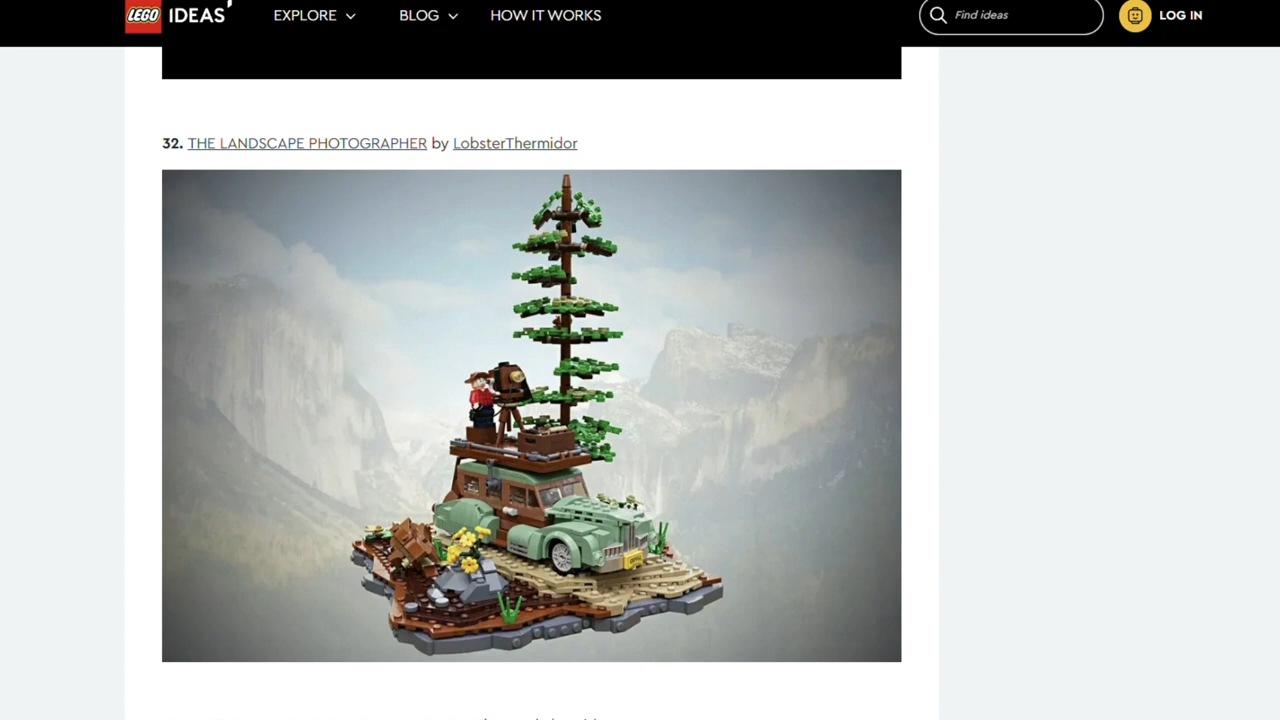 LEGO IDEAS
EXPLORE
BLOG
HOW IT WORKS
Find ideas
LOG IN
32. THE LANDSCAPE PHOTOGRAPHER by LobsterThermidor